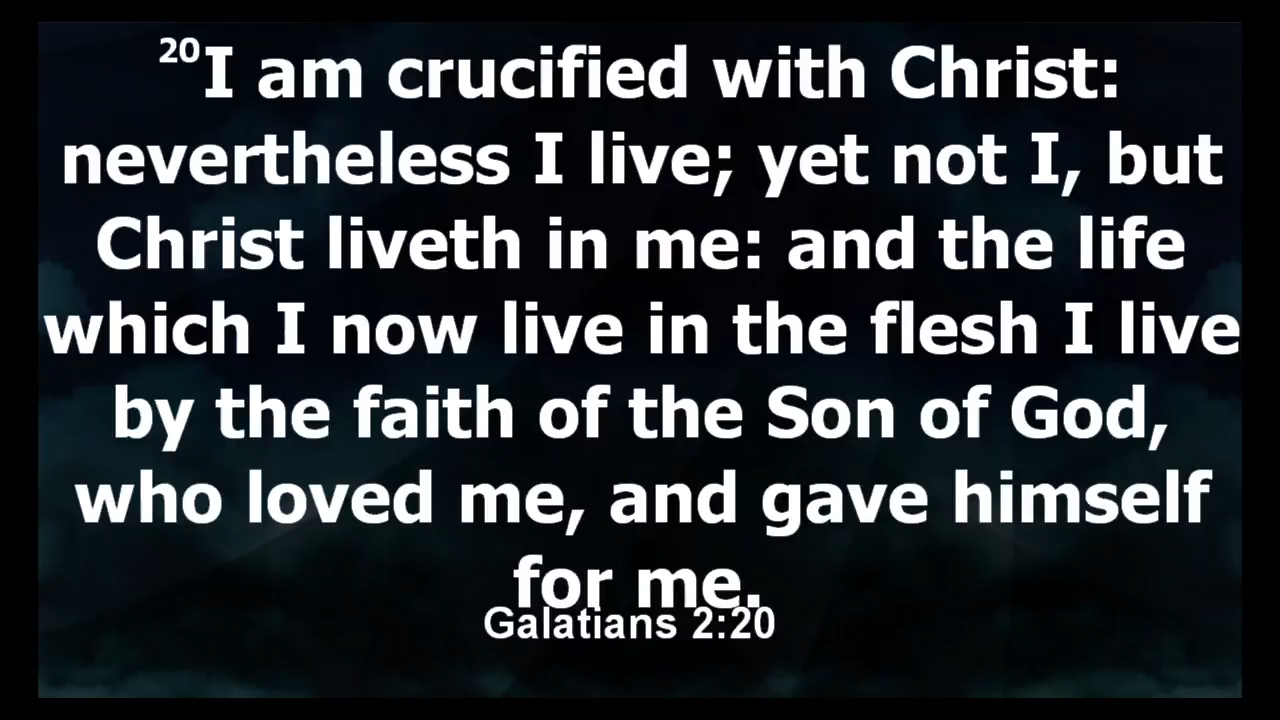 20I am crucified with Christ:
nevertheless I live; yet not I, but
Christ liveth in me: and the life
which I now live in the flesh I live
by the faith of the Son of God,
who loved me, and gave himself
for me.
Galatians 2:20